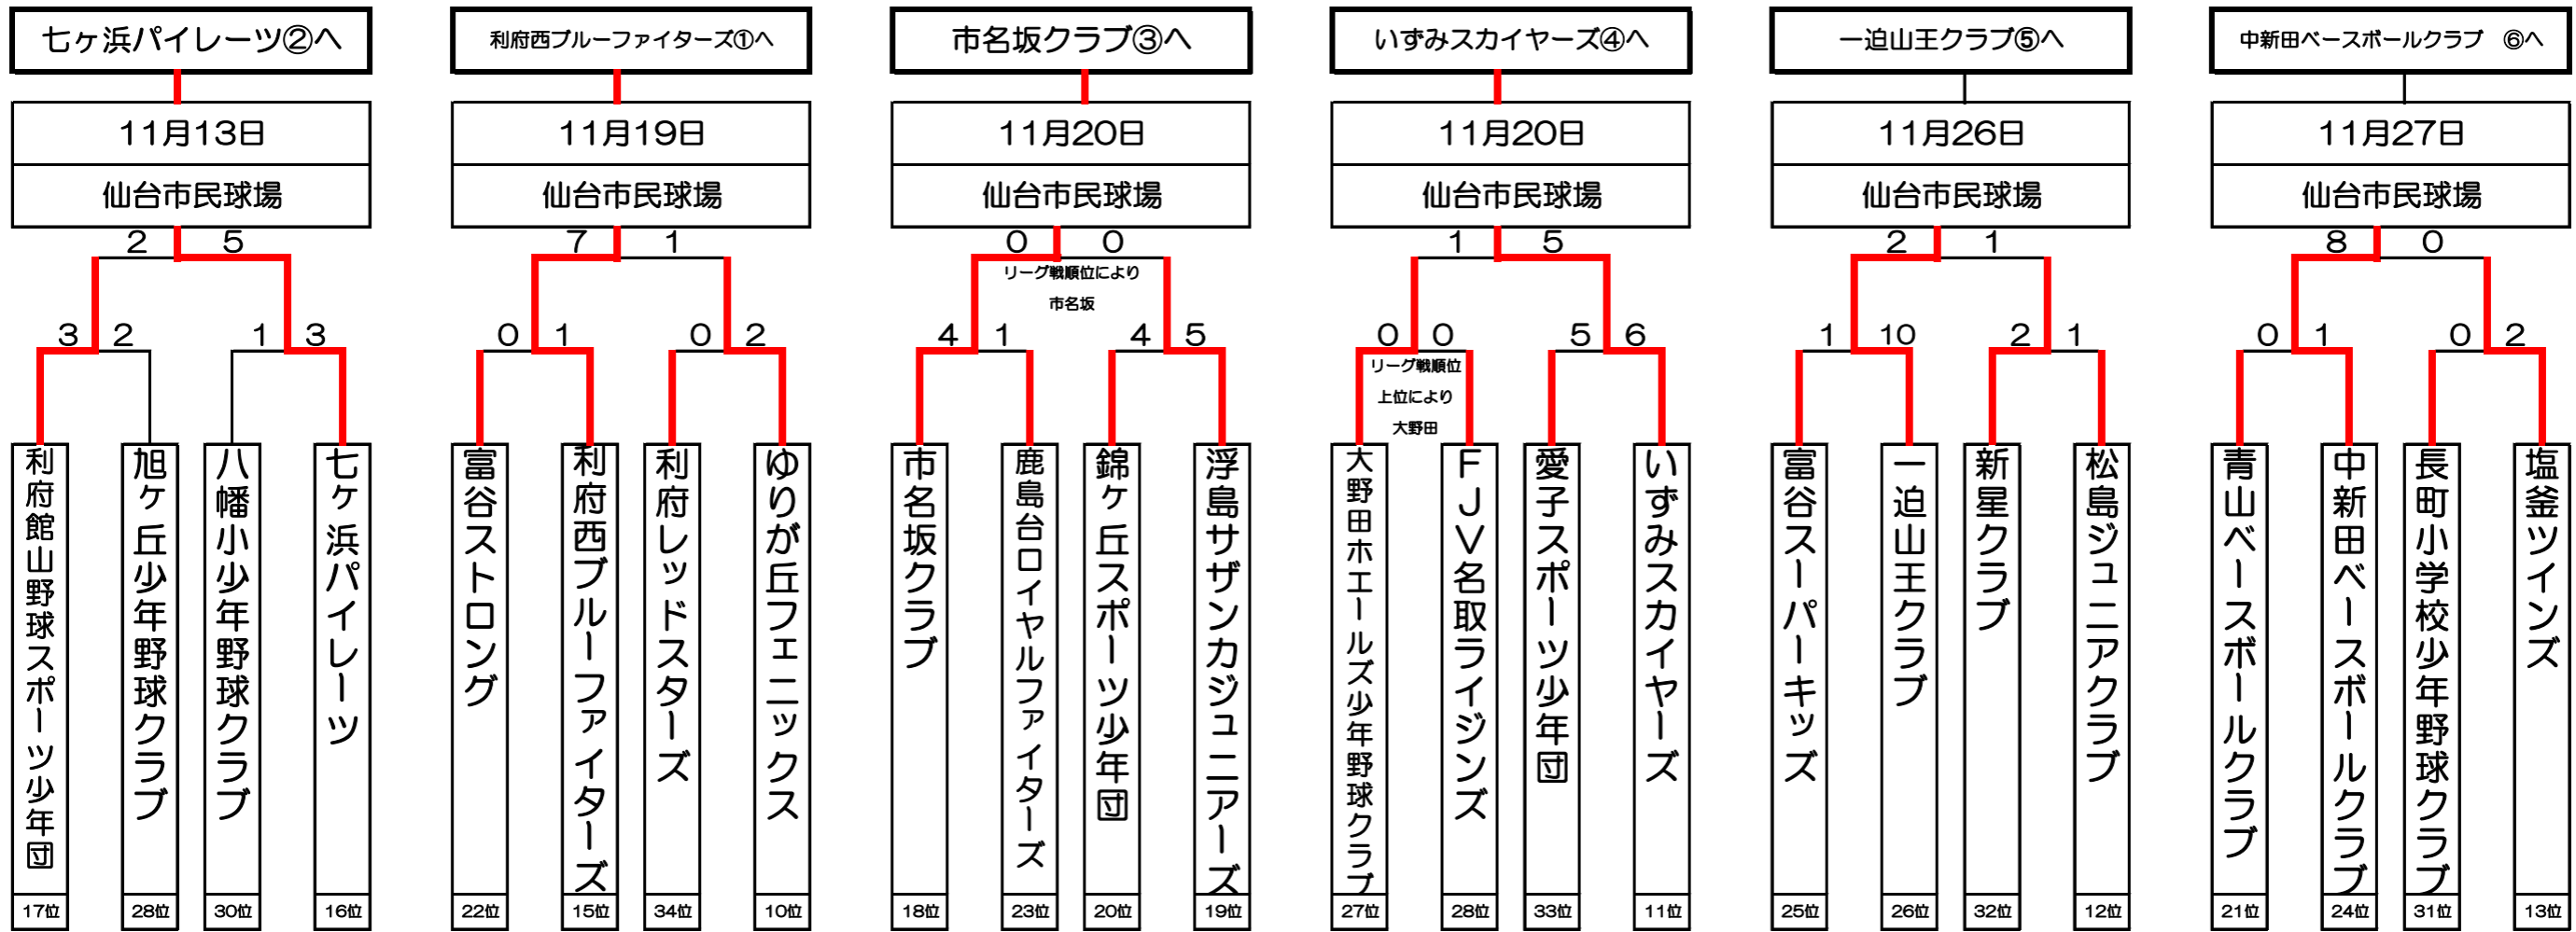 七ヶ浜パイレーツ②へ
11月13日
仙台市民球場
2 5
3 2 1 3
利府館山野球スポーツ少年団
旭ヶ丘少年野球クラブ
八幡小少年野球クラブ
七ヶ浜パイレーツ
17位 28位 30位 16位
利府西ブルーファイターズ①へ
11月19日
仙台市民球場
7 1
0 1 0 2
富谷ストロング
利府西ブルーファイターズ
利府レッドスターズ
ゆりが丘フェニックス
22位 15位 34位 10位
市名坂クラブ③へ
11月20日
仙台市民球場
0 0
リーグ戦順位により
市名坂
4 1 4 5
市名坂クラブ
鹿島台ロイヤルファイターズ
錦ケ丘スポーツ少年団
浮島サザンカジュニアーズ
18位 23位 20位 19位
いずみスカイヤーズ④へ
11月20日
仙台市民球場
1 5
0 0 5 6
リーグ戦順位
上位により
大野田
大野田ホエールズ少年野球クラブ
FJV名取ライジンズ
愛子スポーツ少年団
いずみスカイヤーズ
27位 28位 33位 11位
一迫山王クラブ⑤へ
11月26日
仙台市民球場
2 1
1 10 2 1
富谷スーパーキッズ
一迫山王クラブ
新星クラブ
松島ジュニアクラブ
25位 26位 32位 12位
中新田ベースボールクラブ ⑥へ
11月27日
仙台市民球場
8 0
0 1 0 2
青山ベースボールクラブ
中新田ベースボールクラブ
長町小学校少年野球クラブ
塩釜ツインズ
21位 24位 31位 13位